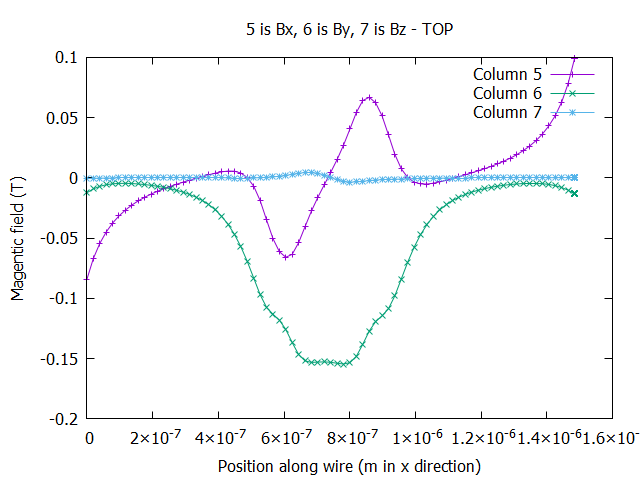 5 is Bx, 6 is By, 7 is Bz - TOP
0.1
0.05
0
-0.05
-0.1
-0.15
-0.2
Magentic field (T)
Column 5
Column 6
Column 7
0 2×10⁻⁷ 4×10⁻⁷ 6×10⁻⁷ 8×10⁻⁷ 1×10⁻⁶ 1.2×10⁻⁶ 1.4×10⁻⁶ 1.6×10⁻
Position along wire (m in x direction)